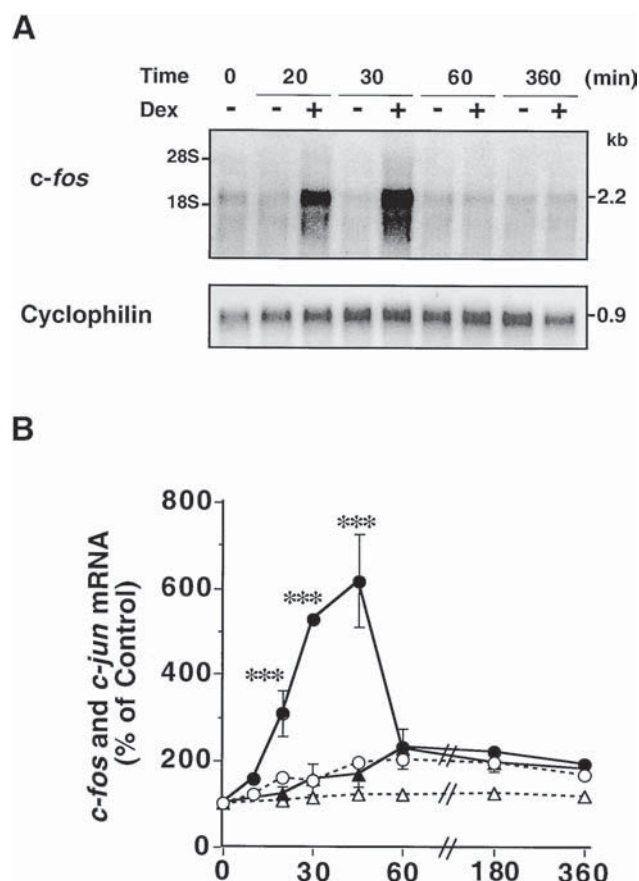 A
Time 0 20 30 60 360 (min)
Dex - - + - + - + - +
kb
28S
c-fos
18S
2.2
Cyclophilin
0.9
B
800
***
600
***
c-fos and c-jun mRNA
(% of Control)
400
***
200
0
0 30 60 180 360